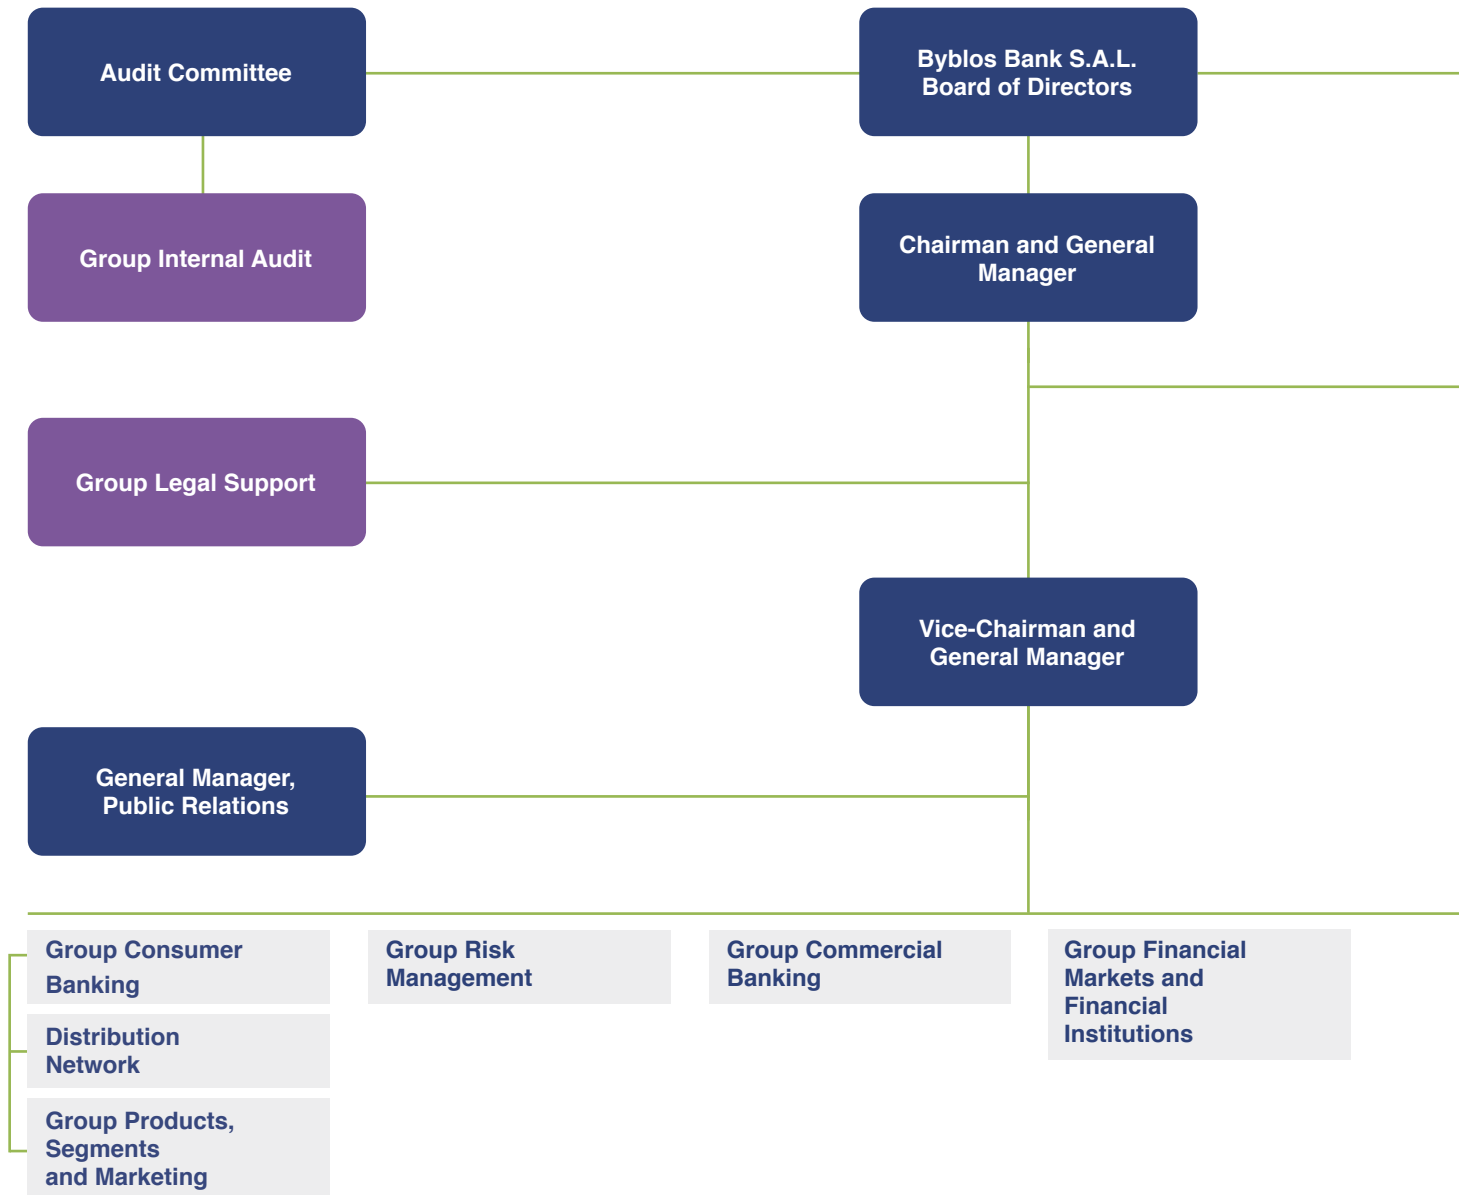 Audit Committee
Byblos Bank S.A.L.
Board of Directors
Group Internal Audit
Chairman and General
Manager
Group Legal Support
Vice-Chairman and
General Manager
General Manager,
Public Relations
Group Consumer
Banking
Group Risk
Management
Group Commercial
Banking
Group Financial
Markets and
Financial
Institutions
Distribution
Network
Group Products,
Segments
and Marketing